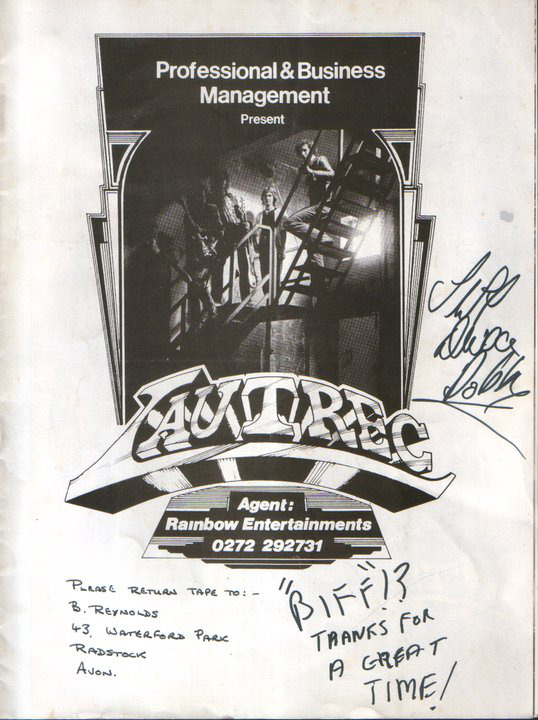 Professional & Business
Management
Present
LAUTREC
Agent:
Rainbow Entertainments
0272 292731
PLEASE RETURN TAPE TO:-
B. REYNOLDS
43, WATERFORD PARK
RADSTOCK
AVON.
"BIFF"!?
THANKS FOR
A GREAT
TIME!